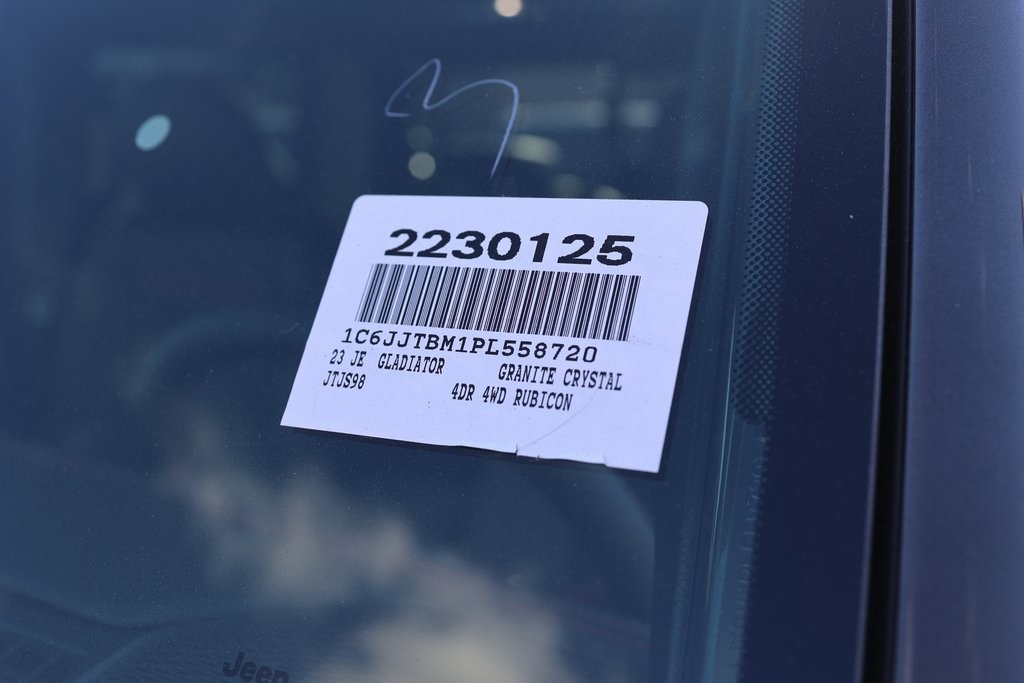 2230125
1C6JJTBM1PL558720
23 JE GLADIATOR GRANITE CRYSTAL
JTJS98 4DR 4WD RUBICON
Jeep